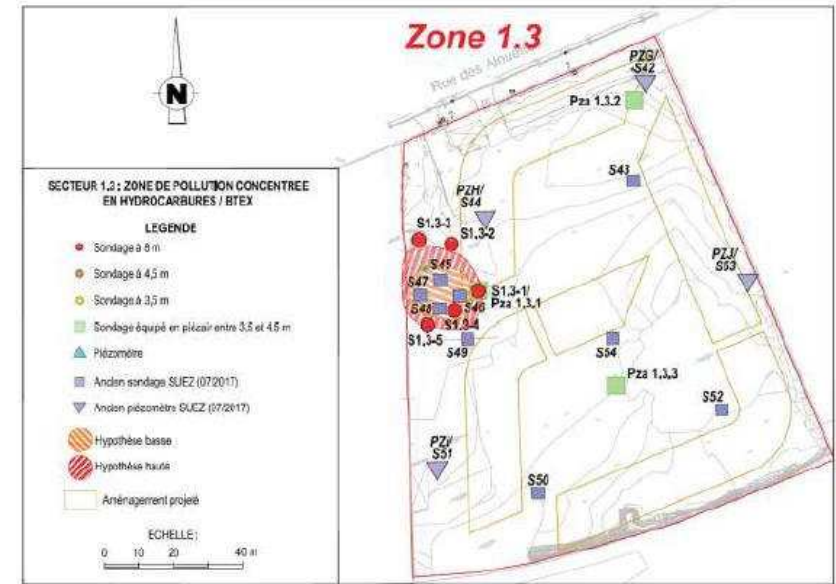 Zone 1.3
Rue des Alouettes
N
PZG/
S42
Pza 1.3.2
S43
SECTEUR 1.3 : ZONE DE POLLUTION CONCENTREE
EN HYDROCARBURES / BTEX
LEGENDE
Sondage à 8 m
Sondage à 4,5 m
Sondage à 3,5 m
Sondage équipé en piézair entre 3,5 et 4,5 m
Piézomètre
Ancien sondage SUEZ (07/2017)
Ancien piézomètre SUEZ (07/2017)
Hypothèse basse
Hypothèse haute
Aménagement projeté
ECHELLE :
0 10 20 40 m
PZH/
S44
S1.3-3
S1.3-2
S45
S47
S46
S48
S1.3-1/
Pza 1.3.1
S1.3-4
S1.3-5
S49
PZJ/
S53
S54
Pza 1.3.3
S52
PZI/
S51
S50